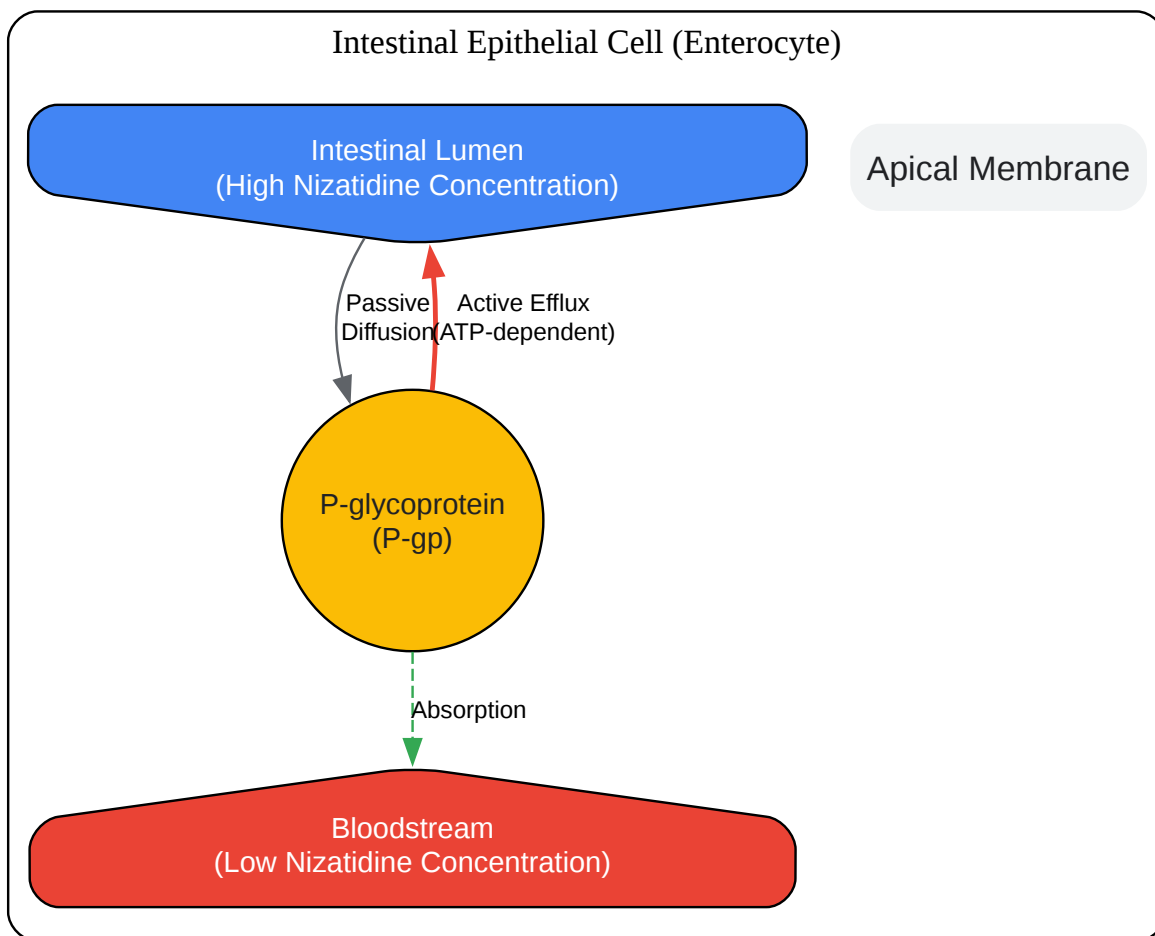 Intestinal Epithelial Cell (Enterocyte)
Intestinal Lumen
(High Nizatidine Concentration)
Apical Membrane
Passive
Diffusion
Active Efflux
(ATP-dependent)
P-glycoprotein
(P-gp)
Absorption
Bloodstream
(Low Nizatidine Concentration)